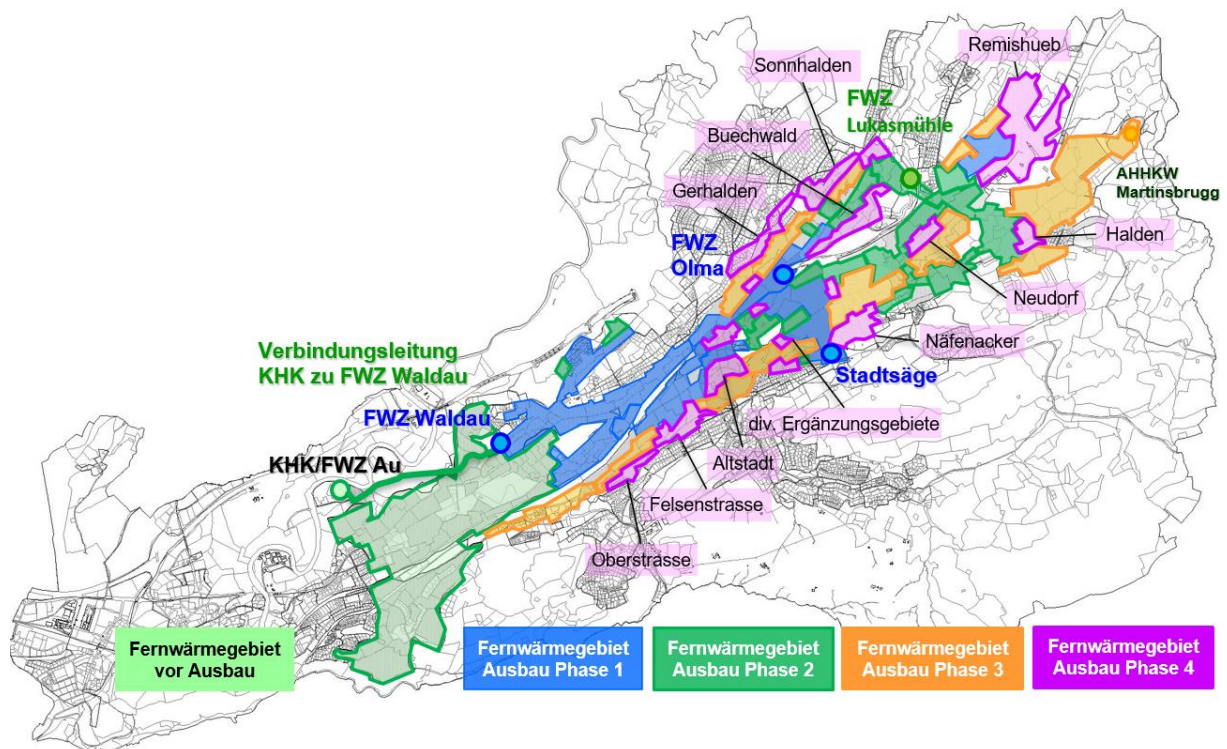 Remishueb
Sonnhalden
FWZ
Lukasmühle
Buechwald
AHHKW
Martinsbrugg
Gerhalden
Halden
FWZ
Olma
Neudorf
Näfenacker
Verbindungsleitung
KHK zu FWZ Waldau
Stadtsäge
FWZ Waldau
div. Ergänzungsgebiete
KHK/FWZ Au
Altstadt
Felsenstrasse
Oberstrasse
Fernwärmegebiet
vor Ausbau
Fernwärmegebiet
Ausbau Phase 1
Fernwärmegebiet
Ausbau Phase 2
Fernwärmegebiet
Ausbau Phase 3
Fernwärmegebiet
Ausbau Phase 4